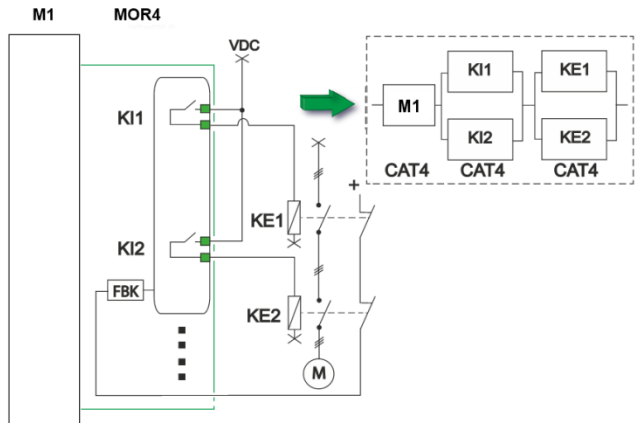 M1 MOR4
VDC
KI1
KI2
FBK
KE1
KE2
+
M
M1
KI1
KI2
KE1
KE2
CAT4 CAT4 CAT4